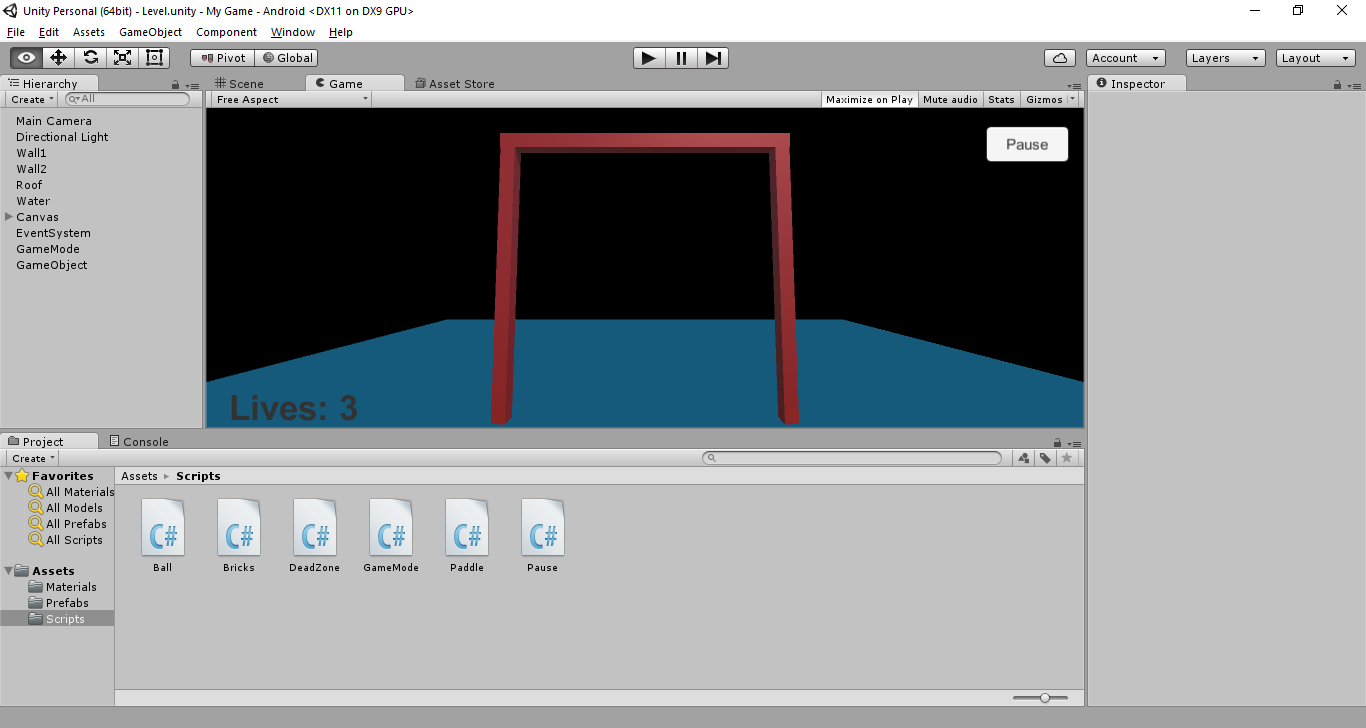 Unity Personal (64bit) - Level.unity - My Game - Android <DX11 on DX9 GPU>
File Edit Assets GameObject Component Window Help
Pivot Global Account Layers Layout
Hierarchy
Create All
Main Camera
Directional Light
Wall1
Wall2
Roof
Water
Canvas
EventSystem
GameMode
GameObject
Scene Game Asset Store
Free Aspect Maximize on Play Mute audio Stats Gizmos
Pause
Lives: 3
Inspector
Project Console
Create
Favorites
All Materials
All Models
All Prefabs
All Scripts
Assets
Materials
Prefabs
Scripts
Assets Scripts
C# C# C# C# C# C#
Ball Bricks DeadZone GameMode Paddle Pause